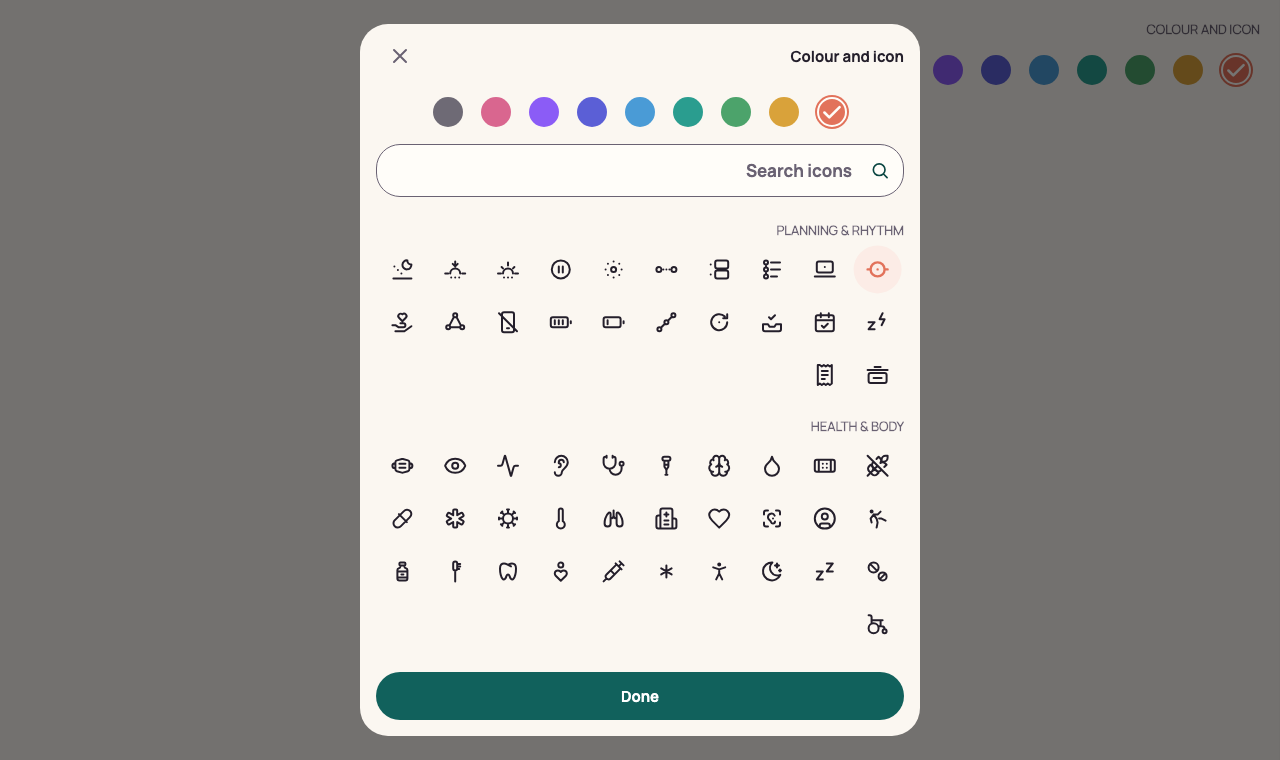 COLOUR AND ICON
Colour and icon
Search icons
PLANNING & RHYTHM
HEALTH & BODY
Done